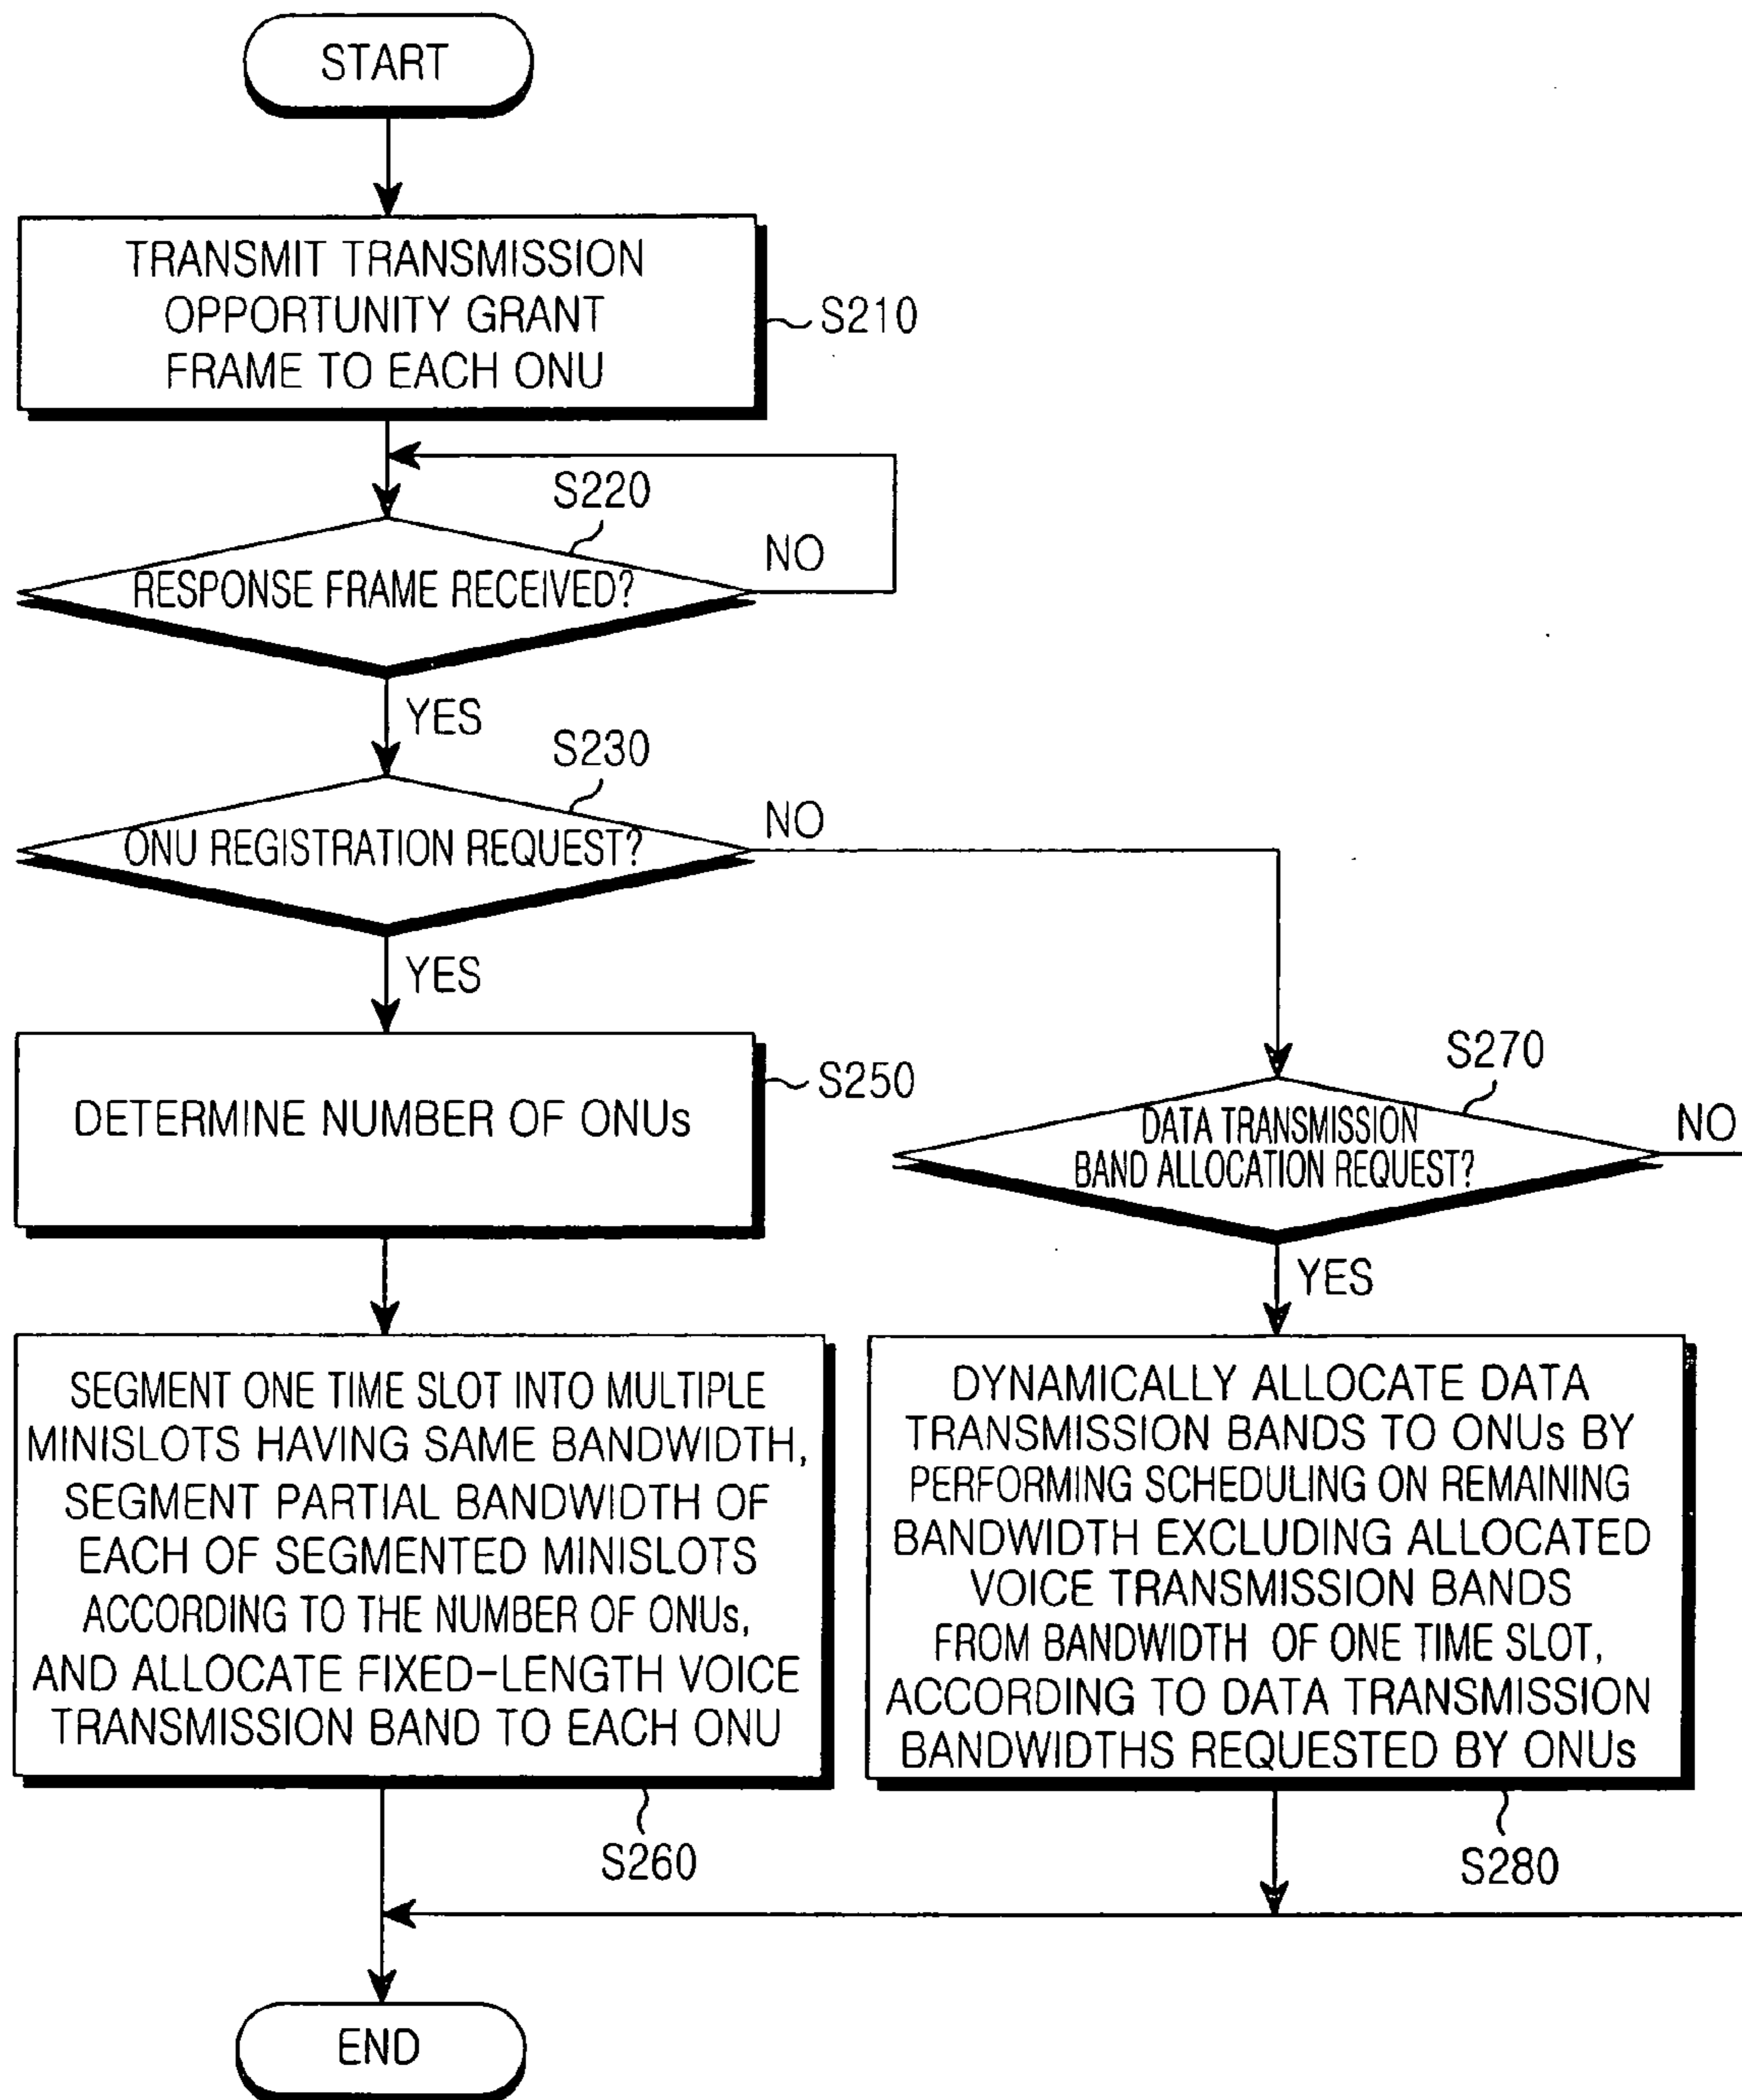 START
TRANSMIT TRANSMISSION
OPPORTUNITY GRANT
FRAME TO EACH ONU
S210
S220
RESPONSE FRAME RECEIVED?
NO
YES
S230
ONU REGISTRATION REQUEST?
NO
YES
DETERMINE NUMBER OF ONUs
S250
S270
DATA TRANSMISSION
BAND ALLOCATION REQUEST?
NO
YES
SEGMENT ONE TIME SLOT INTO MULTIPLE
MINISLOTS HAVING SAME BANDWIDTH,
SEGMENT PARTIAL BANDWIDTH OF
EACH OF SEGMENTED MINISLOTS
ACCORDING TO THE NUMBER OF ONUs,
AND ALLOCATE FIXED-LENGTH VOICE
TRANSMISSION BAND TO EACH ONU
S260
DYNAMICALLY ALLOCATE DATA
TRANSMISSION BANDS TO ONUs BY
PERFORMING SCHEDULING ON REMAINING
BANDWIDTH EXCLUDING ALLOCATED
VOICE TRANSMISSION BANDS
FROM BANDWIDTH OF ONE TIME SLOT,
ACCORDING TO DATA TRANSMISSION
BANDWIDTHS REQUESTED BY ONUs
S280
END